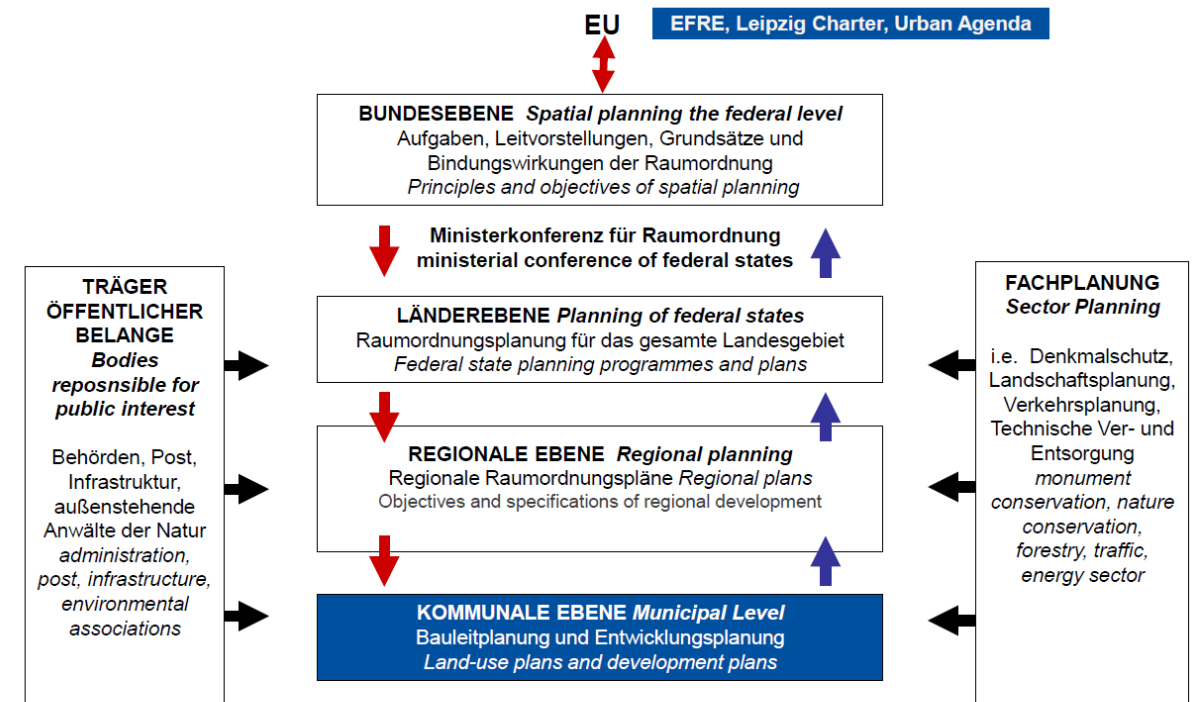 EU
EFRE, Leipzig Charter, Urban Agenda
BUNDESEBENE Spatial planning the federal level
Aufgaben, Leitvorstellungen, Grundsätze und
Bindungswirkungen der Raumordnung
Principles and objectives of spatial planning
Ministerkonferenz für Raumordnung
ministerial conference of federal states
TRÄGER
ÖFFENTLICHER
BELANGE
Bodies
reposnsible for
public interest
Behörden, Post,
Infrastruktur,
außenstehende
Anwälte der Natur
administration,
post, infrastructure,
environmental
associations
LÄNDEREBENE Planning of federal states
Raumordnungsplanung für das gesamte Landesgebiet
Federal state planning programmes and plans
REGIONALE EBENE Regional planning
Regionale Raumordnungspläne Regional plans
Objectives and specifications of regional development
KOMMUNALE EBENE Municipal Level
Bauleitplanung und Entwicklungsplanung
Land-use plans and development plans
FACHPLANUNG
Sector Planning
i.e. Denkmalschutz,
Landschaftsplanung,
Verkehrsplanung,
Technische Ver- und
Entsorgung
monument
conservation, nature
conservation,
forestry, traffic,
energy sector